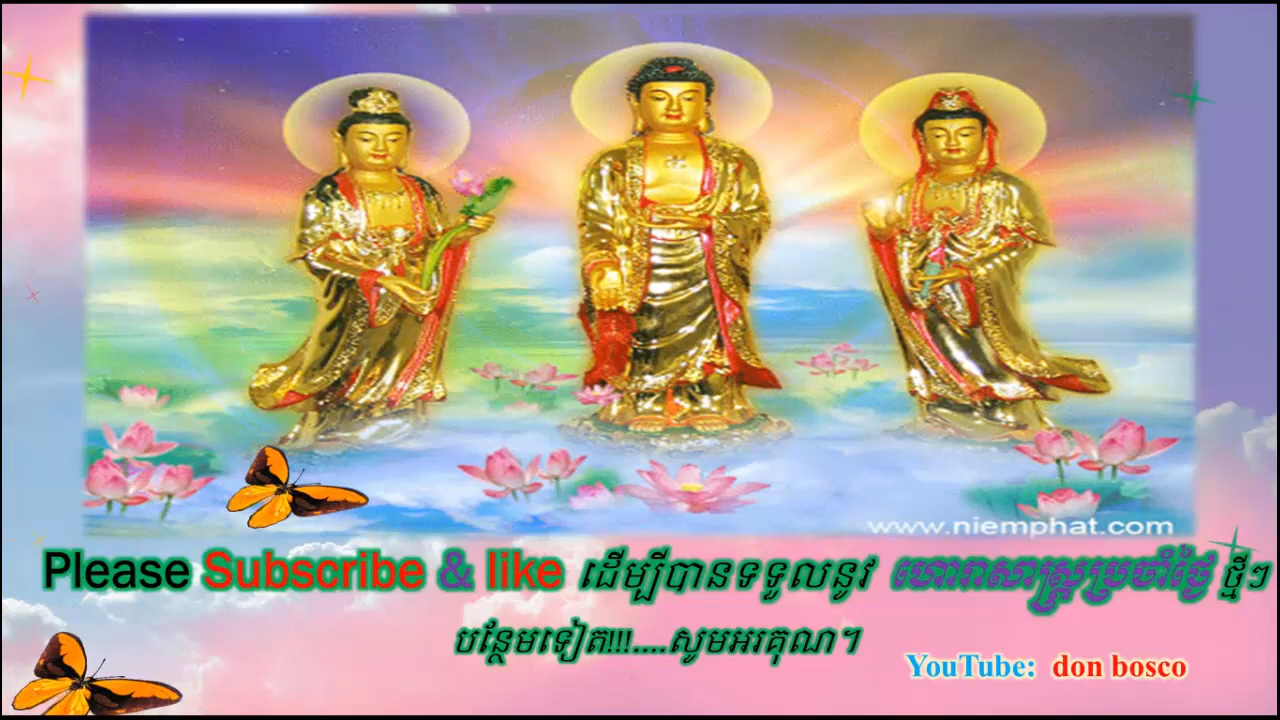 www.niemphat.com
Please Subscribe & like ដើម្បីបានទទួលនូវ ហោរាសាស្ត្រប្រចាំថ្ងៃ ថ្មីៗ
បន្ថែមទៀត!!!....សូមអរគុណ។
YouTube: don bosco